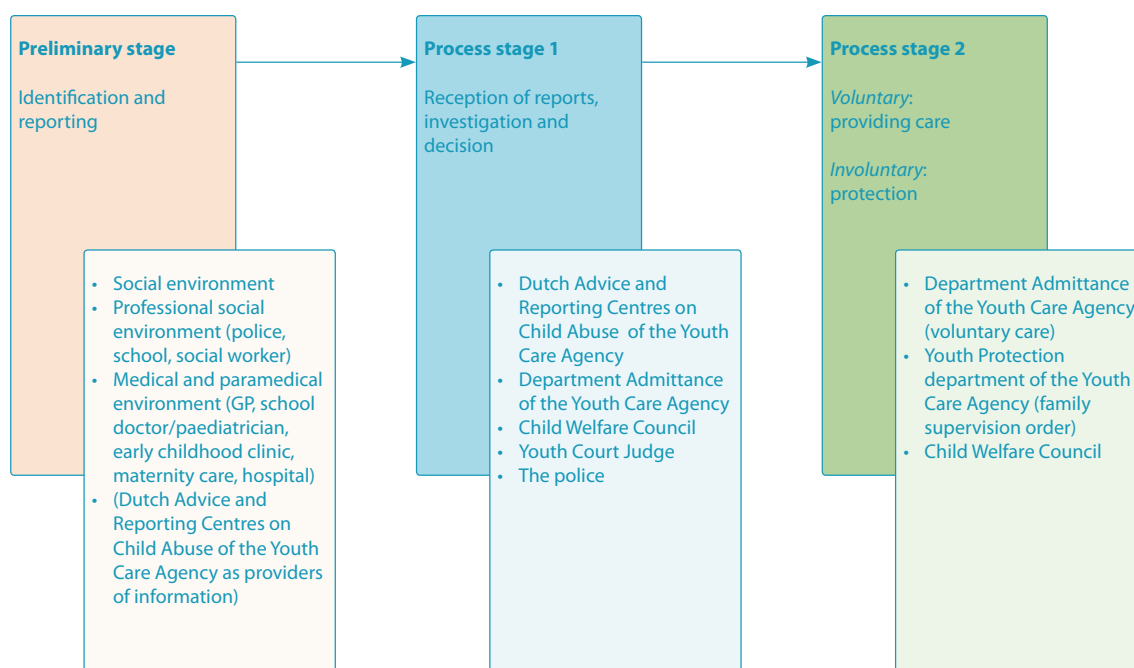 Preliminary stage
Identification and
reporting
• Social environment
• Professional social
environment (police,
school, social worker)
• Medical and paramedical
environment (GP, school
doctor/paediatrician,
early childhood clinic,
maternity care, hospital)
• (Dutch Advice and
Reporting Centres on
Child Abuse of the Youth
Care Agency as providers
of information)
Process stage 1
Reception of reports,
investigation and
decision
• Dutch Advice and
Reporting Centres on
Child Abuse of the Youth
Care Agency
• Department Admittance
of the Youth Care Agency
• Child Welfare Council
• Youth Court Judge
• The police
Process stage 2
Voluntary:
providing care
Involuntary:
protection
• Department Admittance
of the Youth Care Agency
(voluntary care)
• Youth Protection
department of the Youth
Care Agency (family
supervision order)
• Child Welfare Council